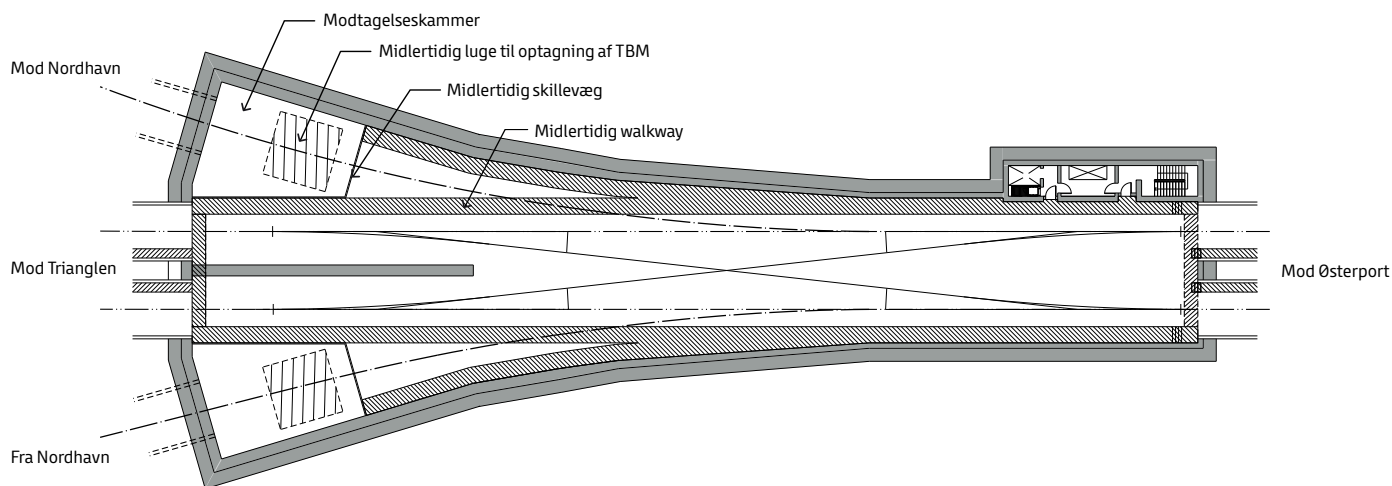 Modtagelseskammer
Midlertidig luge til optagning af TBM
Mod Nordhavn
Midlertidig skillevæg
Midlertidig walkway
Mod Trianglen
Mod Østerport
Fra Nordhavn